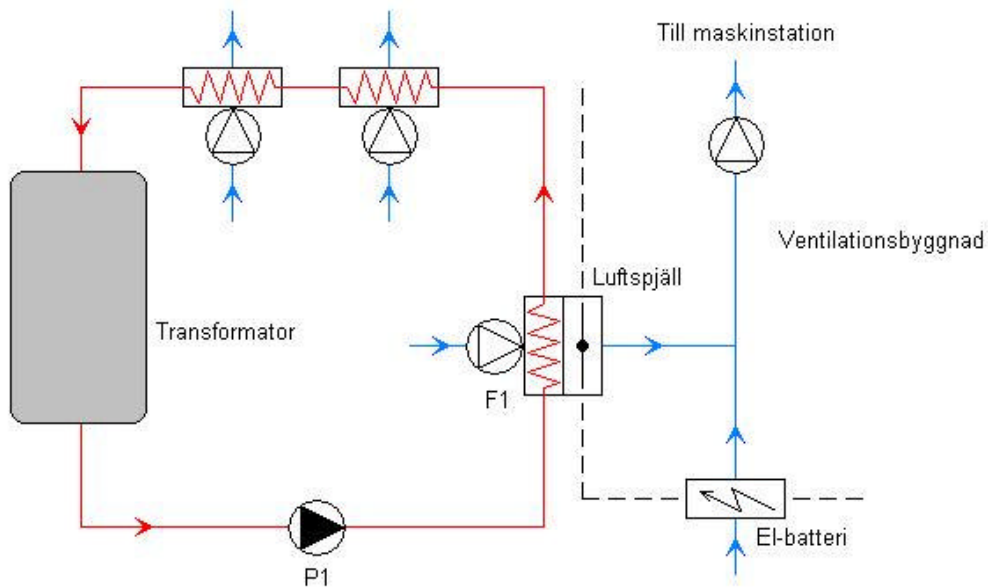 Till maskinstation
Ventilationsbyggnad
Luftspjäll
Transformator
F1
El-batteri
P1